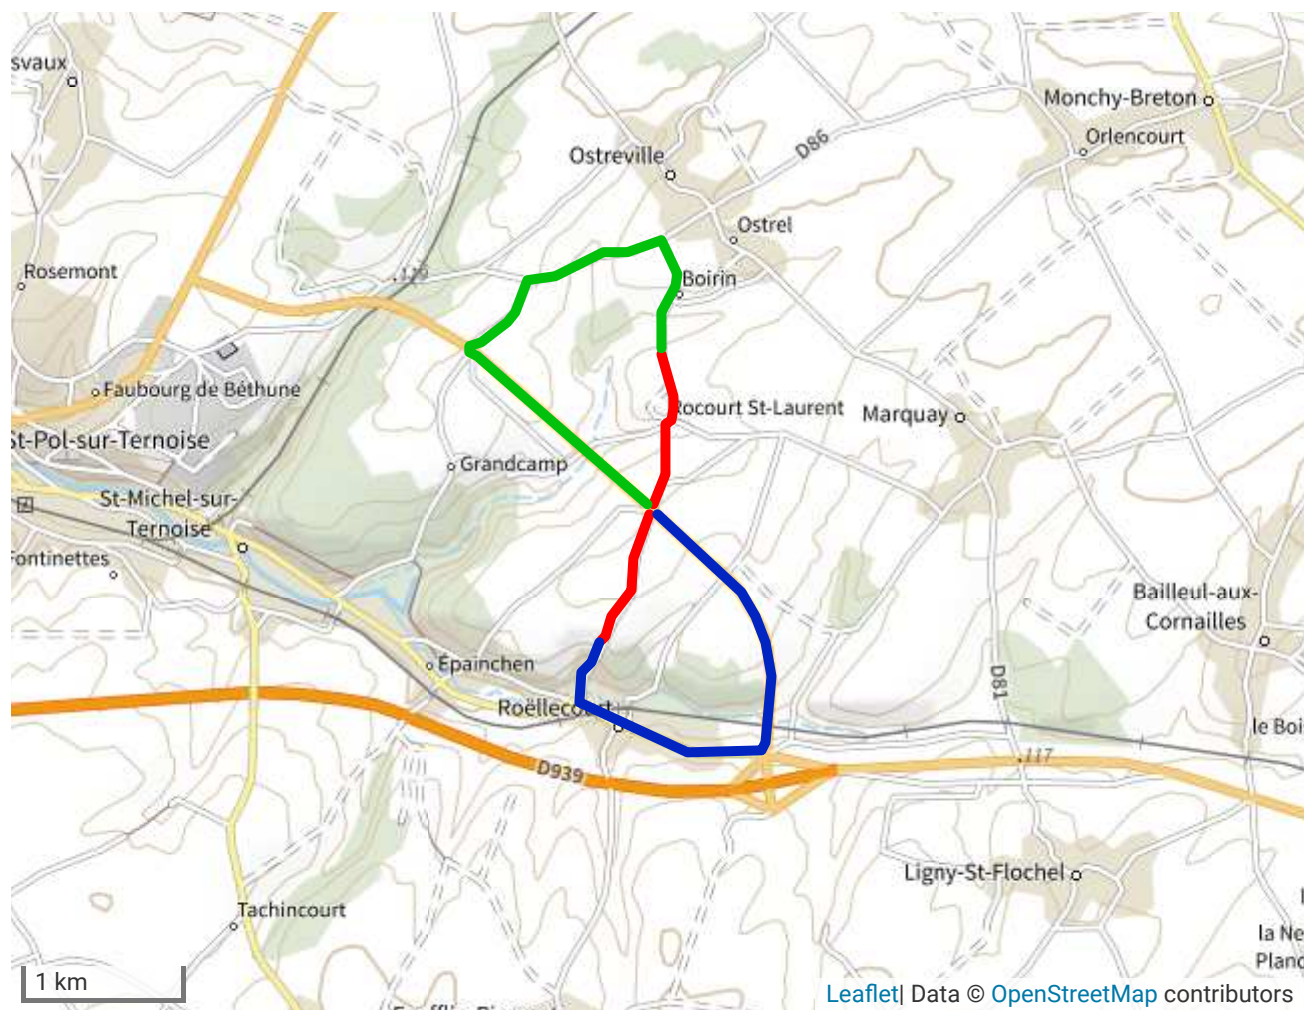 svaux
Monchy-Breton
Orlencourt
D86
Ostreville
Ostrel
Rosemont
119
Boirin
Faubourg de Béthune
Rocourt St-Laurent
Marquay
St-Pol-sur-Ternoise
Grandcamp
St-Michel-sur-
Ternoise
Fontinettes
Bailleul-aux-
Cornailles
Épainchen
D81
Roëllecourt
le Boi
117
D939
Ligny-St-Flochel
Tachincourt
la Ne
Planc
1 km
Leaflet| Data © OpenStreetMap contributors